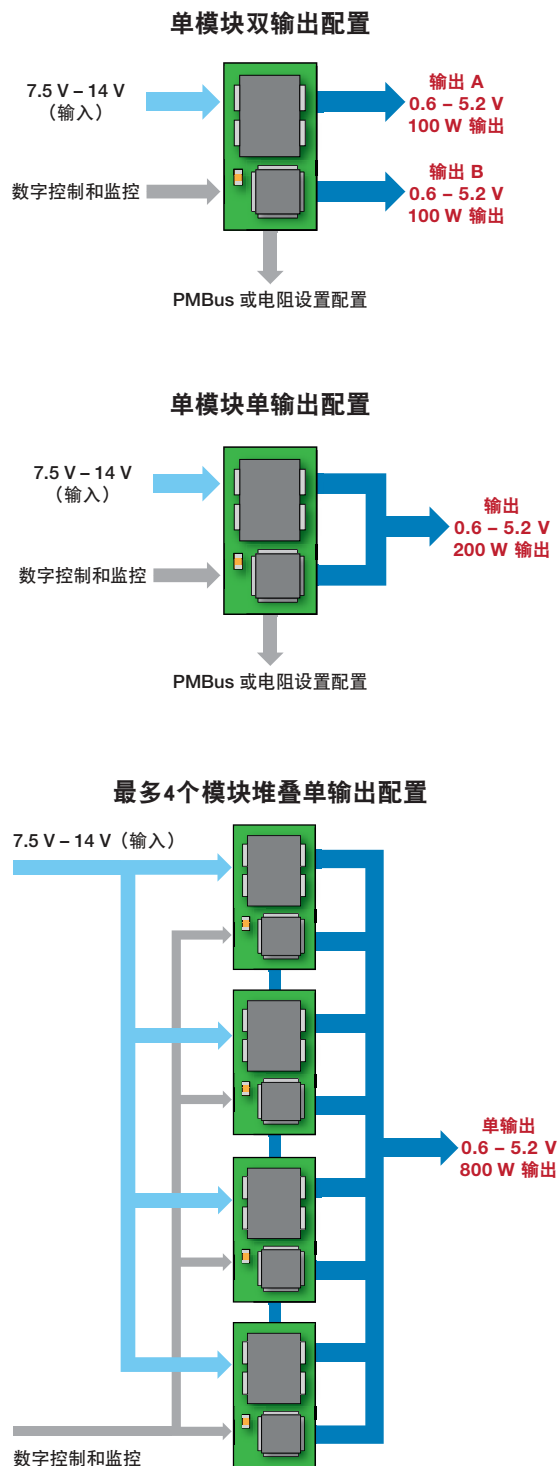 单模块双输出配置
7.5 V – 14 V
（输入）
输出 A
0.6 – 5.2 V
100 W 输出
数字控制和监控
输出 B
0.6 – 5.2 V
100 W 输出
PMBus 或电阻设置配置
单模块单输出配置
7.5 V – 14 V
（输入）
输出
0.6 – 5.2 V
200 W 输出
数字控制和监控
PMBus 或电阻设置配置
最多4个模块堆叠单输出配置
7.5 V – 14 V（输入）
单输出
0.6 – 5.2 V
800 W 输出
数字控制和监控